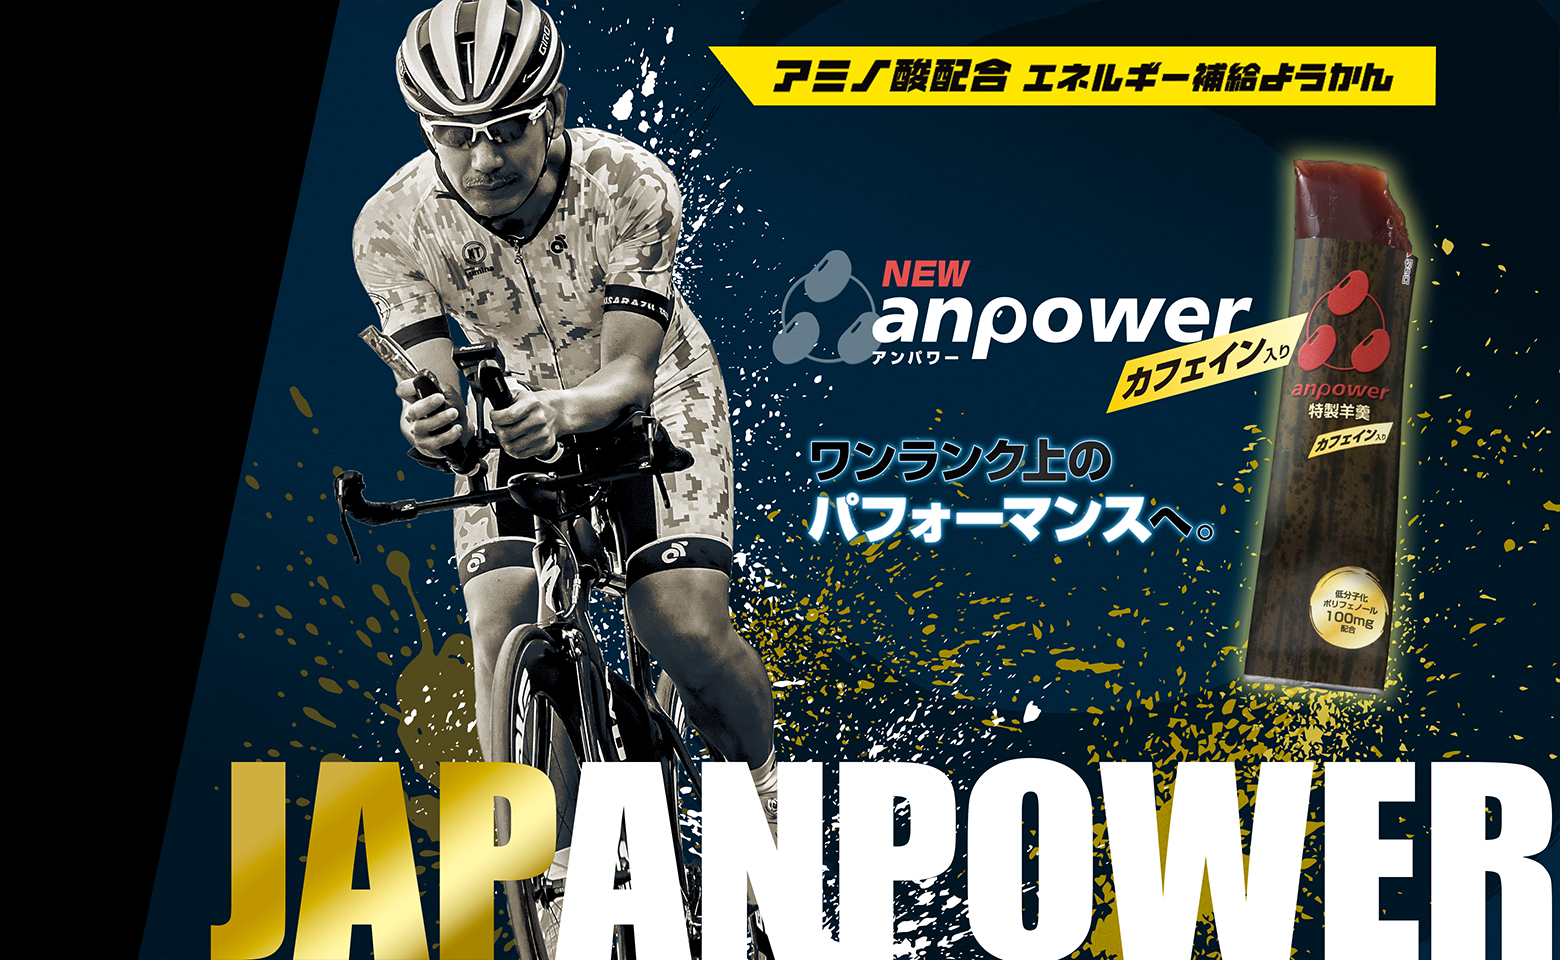 アミノ酸配合 エネルギー補給ようかん
GIRO
NEW
anpower
アンパワー
カフェイン入り
NT
ワンランク上の
パフォーマンスへ。
anpower
特製羊羹
カフェイン入り
低分子化
ポリフェノール
100mg
配合
JAPANPOWER